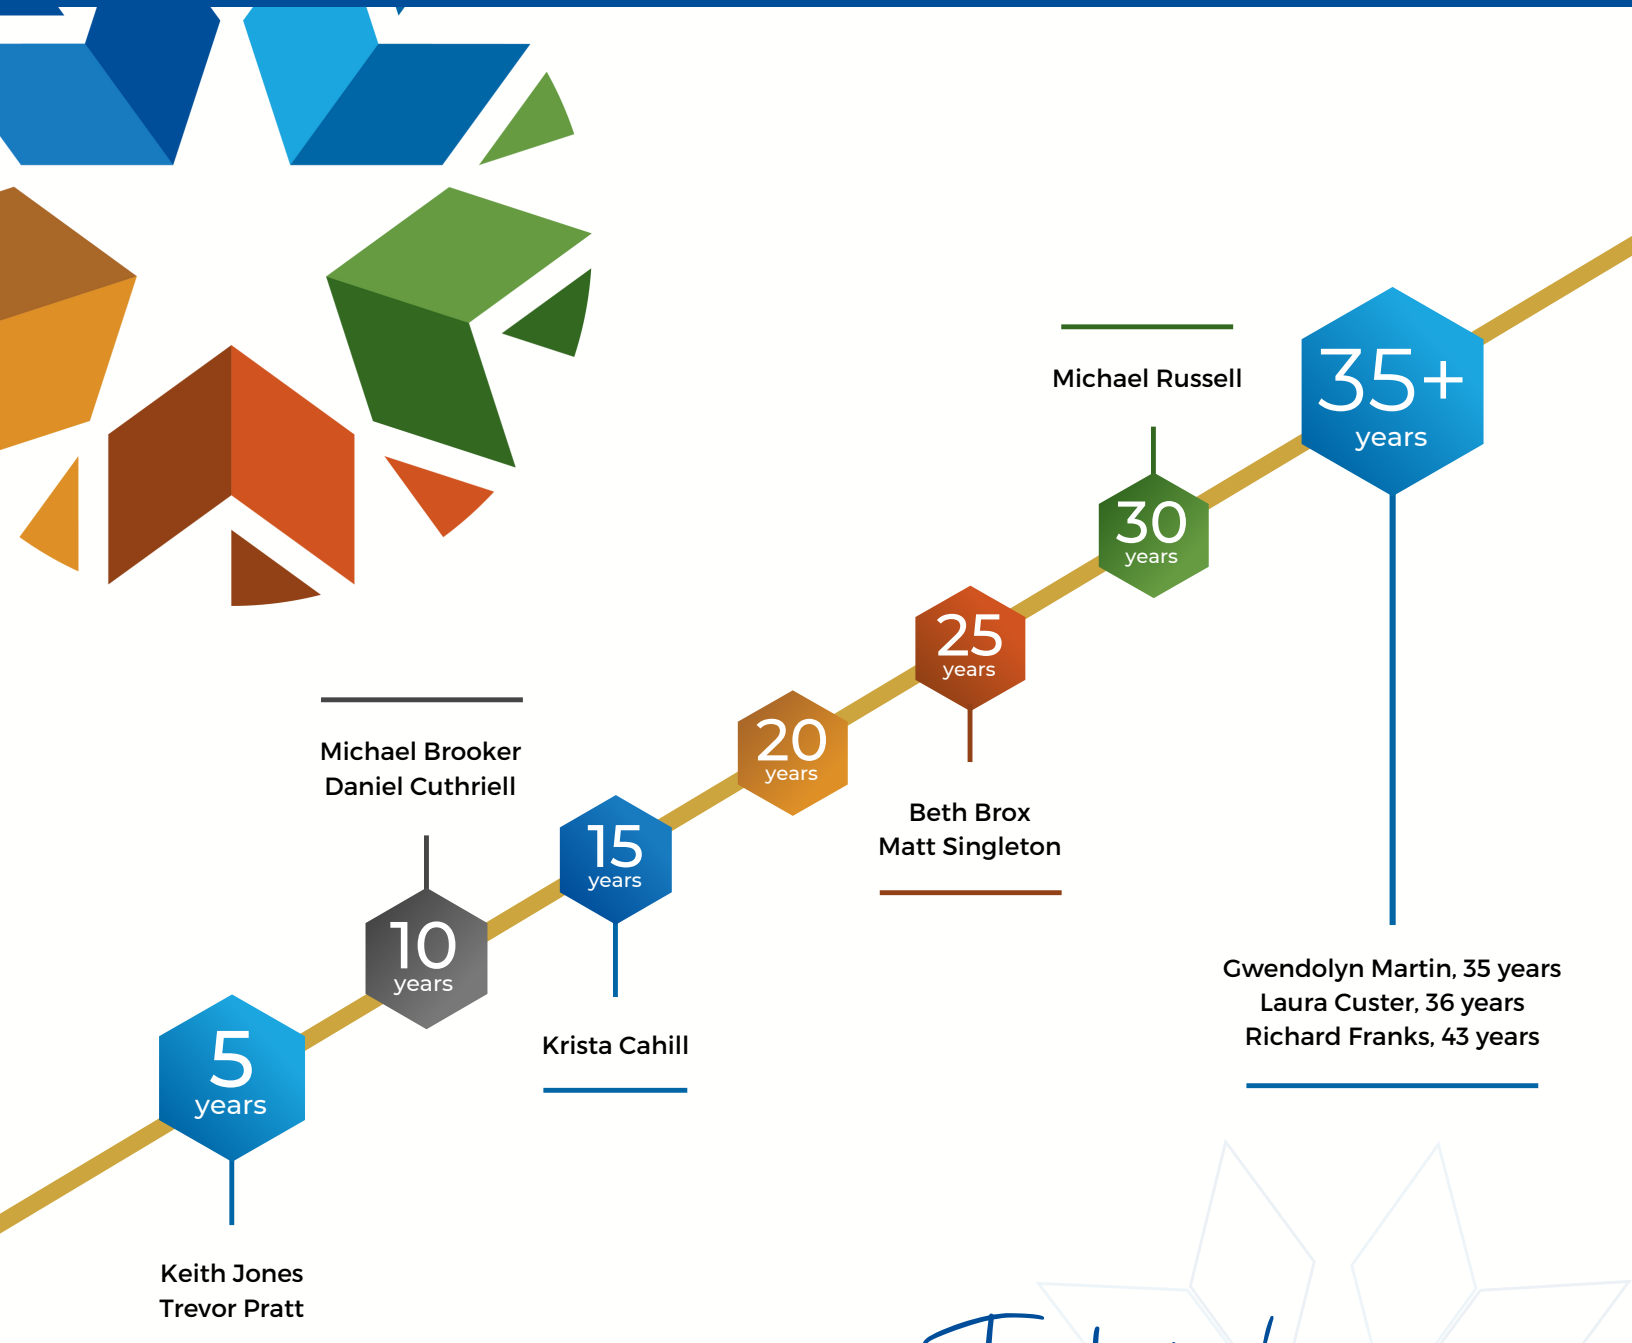 Michael Russell
35+
years
30
years
25
years
Beth Brox
Matt Singleton
20
years
Michael Brooker
Daniel Cuthriell
15
years
Krista Cahill
10
years
5
years
Keith Jones
Trevor Pratt
Gwendolyn Martin, 35 years
Laura Custer, 36 years
Richard Franks, 43 years